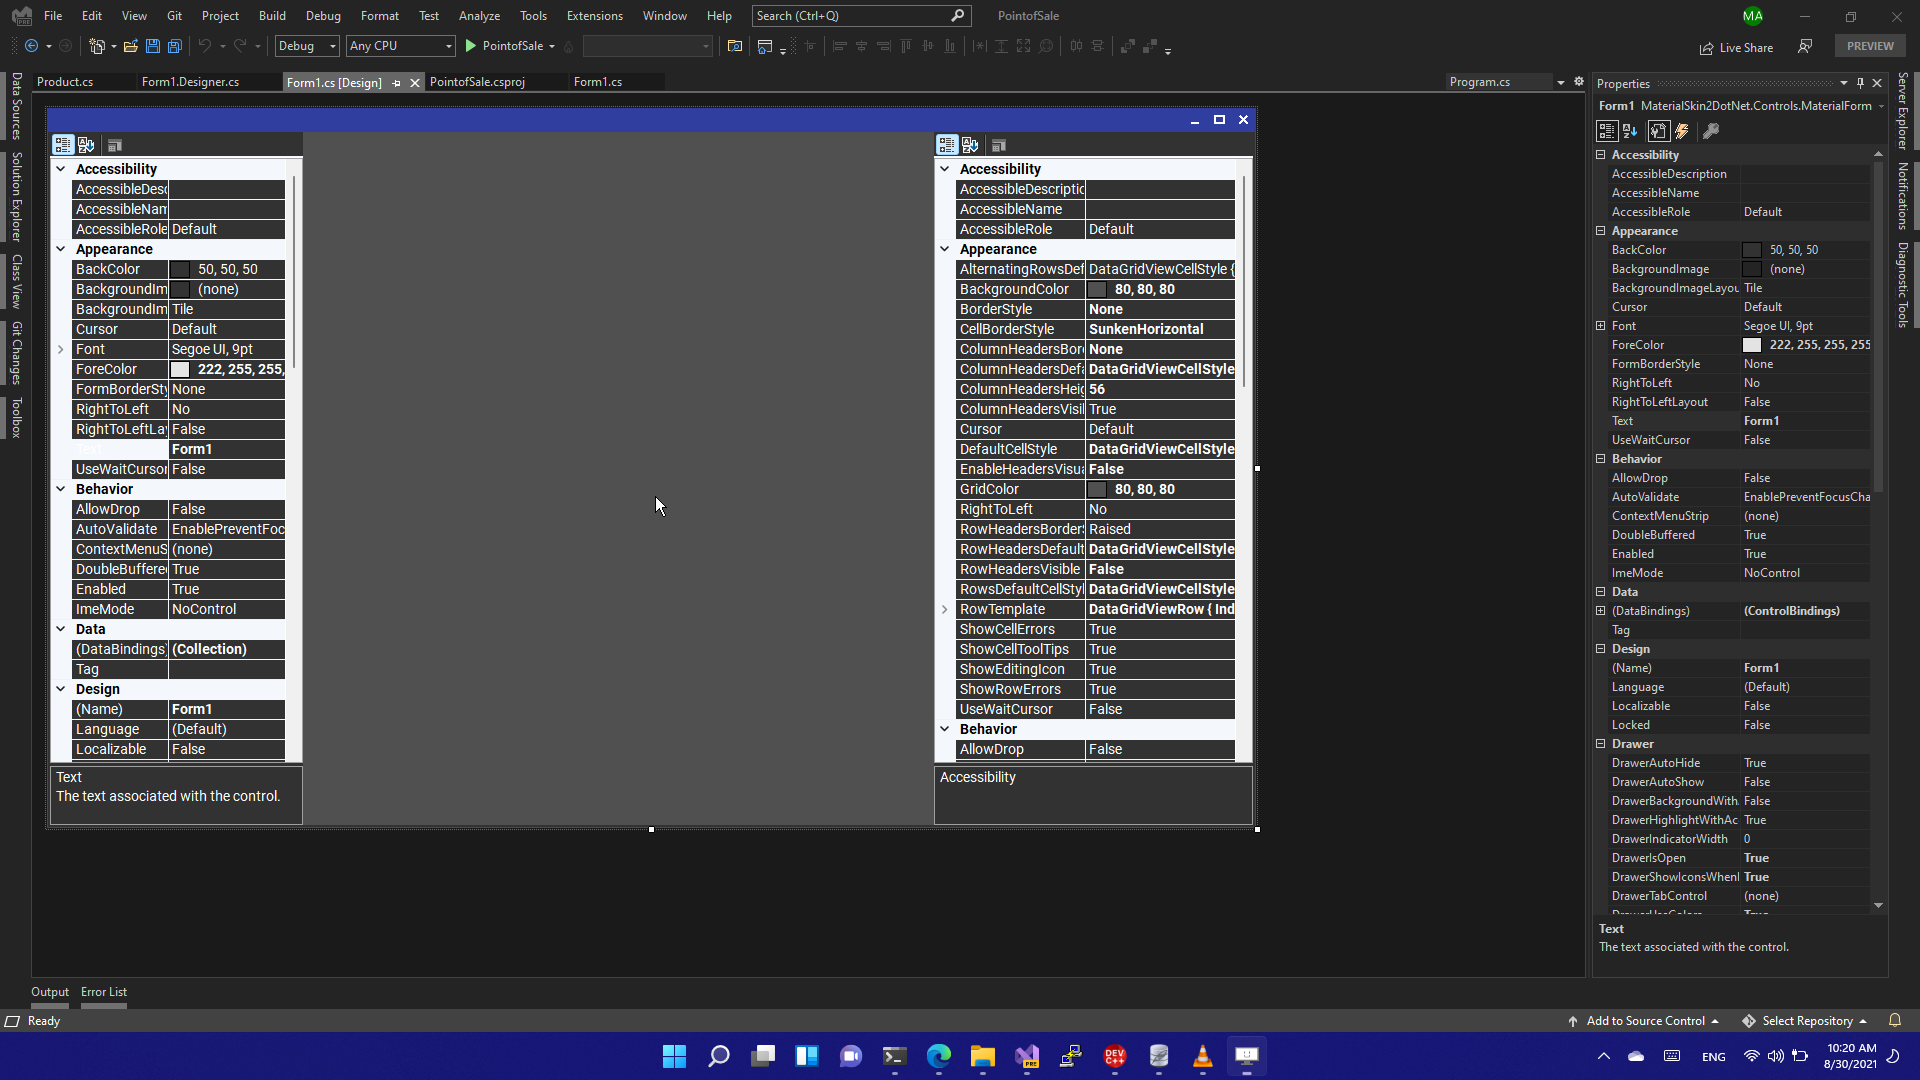 File Edit View Git Project Build Debug Format Test Analyze Tools Extensions Window Help Search (Ctrl+Q) PointofSale MA
Debug Any CPU PointofSale Live Share PREVIEW
Product.cs Form1.Designer.cs Form1.cs [Design] PointofSale.csproj Form1.cs Program.cs
Data Sources
Solution Explorer
Class View
Git Changes
Toolbox
Accessibility
AccessibleDesc
AccessibleNam
AccessibleRole Default
Appearance
BackColor 50, 50, 50
BackgroundIm (none)
BackgroundIm Tile
Cursor Default
Font Segoe UI, 9pt
ForeColor 222, 255, 255,
FormBorderSty None
RightToLeft No
RightToLeftLay False
Text Form1
UseWaitCursor False
Behavior
AllowDrop False
AutoValidate EnablePreventFoc
ContextMenuS (none)
DoubleBuffere True
Enabled True
ImeMode NoControl
Data
(DataBindings) (Collection)
Tag
Design
(Name) Form1
Language (Default)
Localizable False
Text
The text associated with the control.
Accessibility
AccessibleDescriptic
AccessibleName
AccessibleRole Default
Appearance
AlternatingRowsDef DataGridViewCellStyle {
BackgroundColor 80, 80, 80
BorderStyle None
CellBorderStyle SunkenHorizontal
ColumnHeadersBor None
ColumnHeadersDefa DataGridViewCellStyle
ColumnHeadersHeig 56
ColumnHeadersVisil True
Cursor Default
DefaultCellStyle DataGridViewCellStyle
EnableHeadersVisua False
GridColor 80, 80, 80
RightToLeft No
RowHeadersBorderS Raised
RowHeadersDefault DataGridViewCellStyle
RowHeadersVisible False
RowsDefaultCellStyl DataGridViewCellStyle
RowTemplate DataGridViewRow { Ind
ShowCellErrors True
ShowCellToolTips True
ShowEditingIcon True
ShowRowErrors True
UseWaitCursor False
Behavior
AllowDrop False
Accessibility
Properties
Form1 MaterialSkin2DotNet.Controls.MaterialForm
Accessibility
AccessibleDescription
AccessibleName
AccessibleRole Default
Appearance
BackColor 50, 50, 50
BackgroundImage (none)
BackgroundImageLayou Tile
Cursor Default
Font Segoe UI, 9pt
ForeColor 222, 255, 255, 255
FormBorderStyle None
RightToLeft No
RightToLeftLayout False
Text Form1
UseWaitCursor False
Behavior
AllowDrop False
AutoValidate EnablePreventFocusCha
ContextMenuStrip (none)
DoubleBuffered True
Enabled True
ImeMode NoControl
Data
(DataBindings) (ControlBindings)
Tag
Design
(Name) Form1
Language (Default)
Localizable False
Locked False
Drawer
DrawerAutoHide True
DrawerAutoShow False
DrawerBackgroundWith. False
DrawerHighlightWithAc True
DrawerIndicatorWidth 0
DrawerIsOpen True
DrawerShowIconsWhenl True
DrawerTabControl (none)
DrawerUseColors True
Text
The text associated with the control.
Server Explorer
Notifications
Diagnostic Tools
Output Error List
Ready Add to Source Control Select Repository
PRE DEV C++ ENG 10:20 AM
8/30/2021